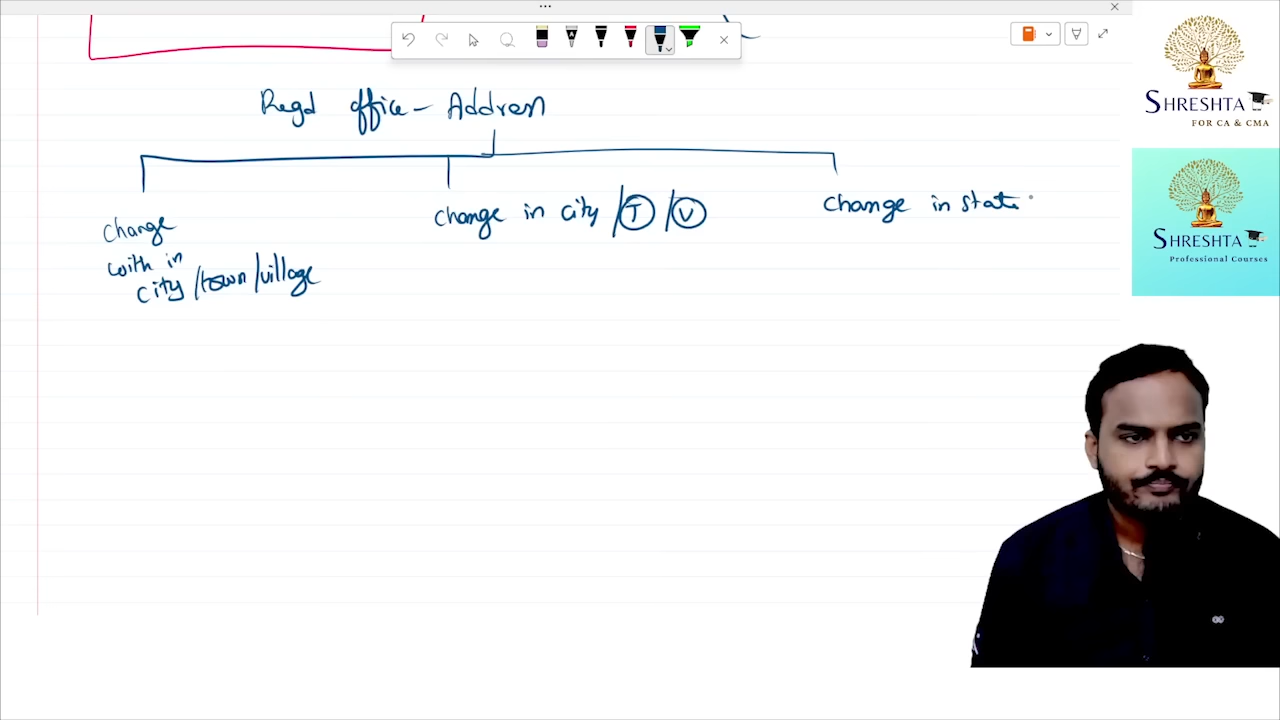 Regd office - Address
change
with in
city /town /village
change in city /T /V
change in state
SHRESHTA
FOR CA & CMA
SHRESHTA
Professional Courses